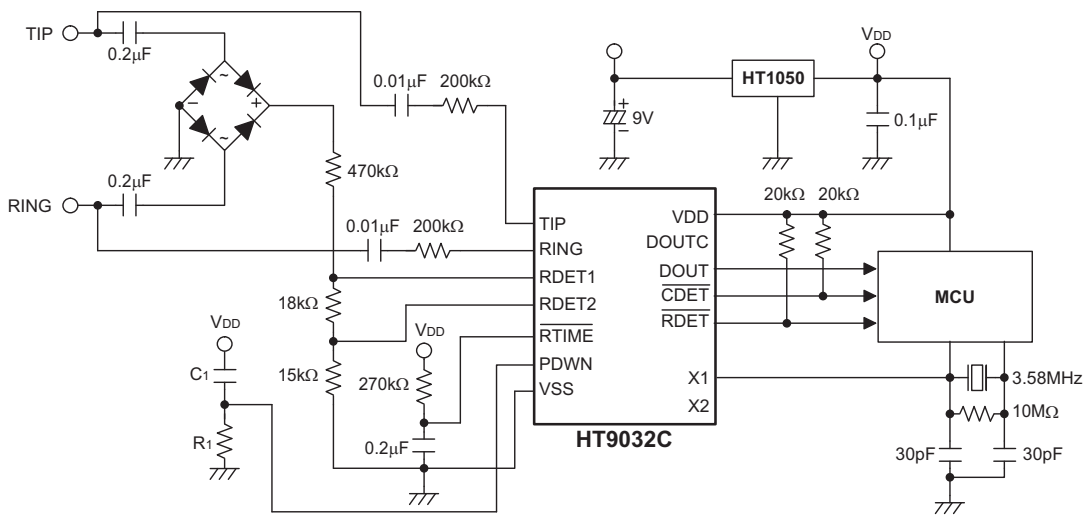 TIP
0.2μF
~
−
+
~
0.2μF
RING
0.01μF
200kΩ
470kΩ
0.01μF
200kΩ
18kΩ
15kΩ
VDD
C1
R1
VDD
270kΩ
0.2μF
TIP
RING
RDET1
RDET2
RTIME
PDWN
VSS
VDD
DOUTC
DOUT
CDET
RDET
X1
X2
HT9032C
+
−
9V
HT1050
VDD
0.1μF
20kΩ
20kΩ
MCU
3.58MHz
10MΩ
30pF
30pF